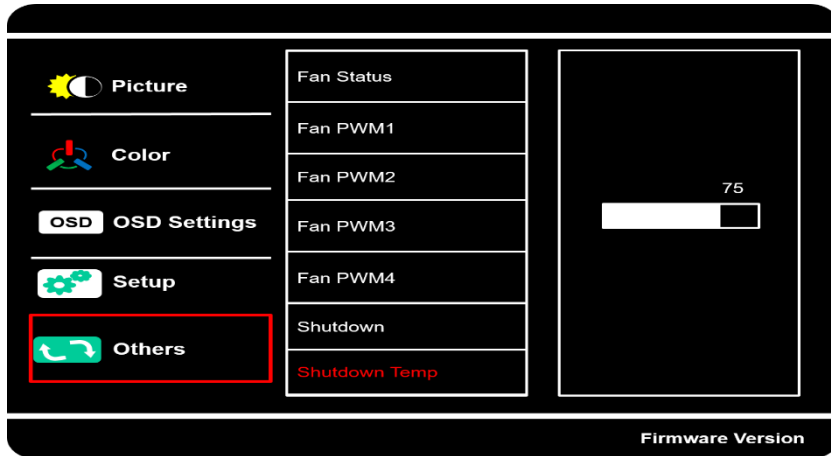 Picture
Color
OSD OSD Settings
Setup
Others
Fan Status
Fan PWM1
Fan PWM2
Fan PWM3
Fan PWM4
Shutdown
Shutdown Temp
75
Firmware Version